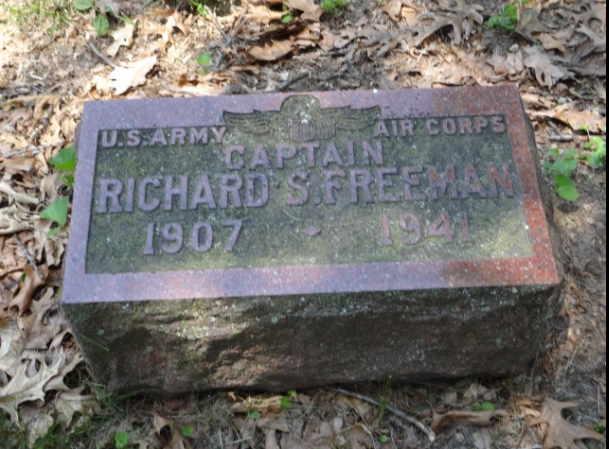 U.S. ARMY AIR CORPS
CAPTAIN
RICHARD S. FREEMAN
1907 - 1941